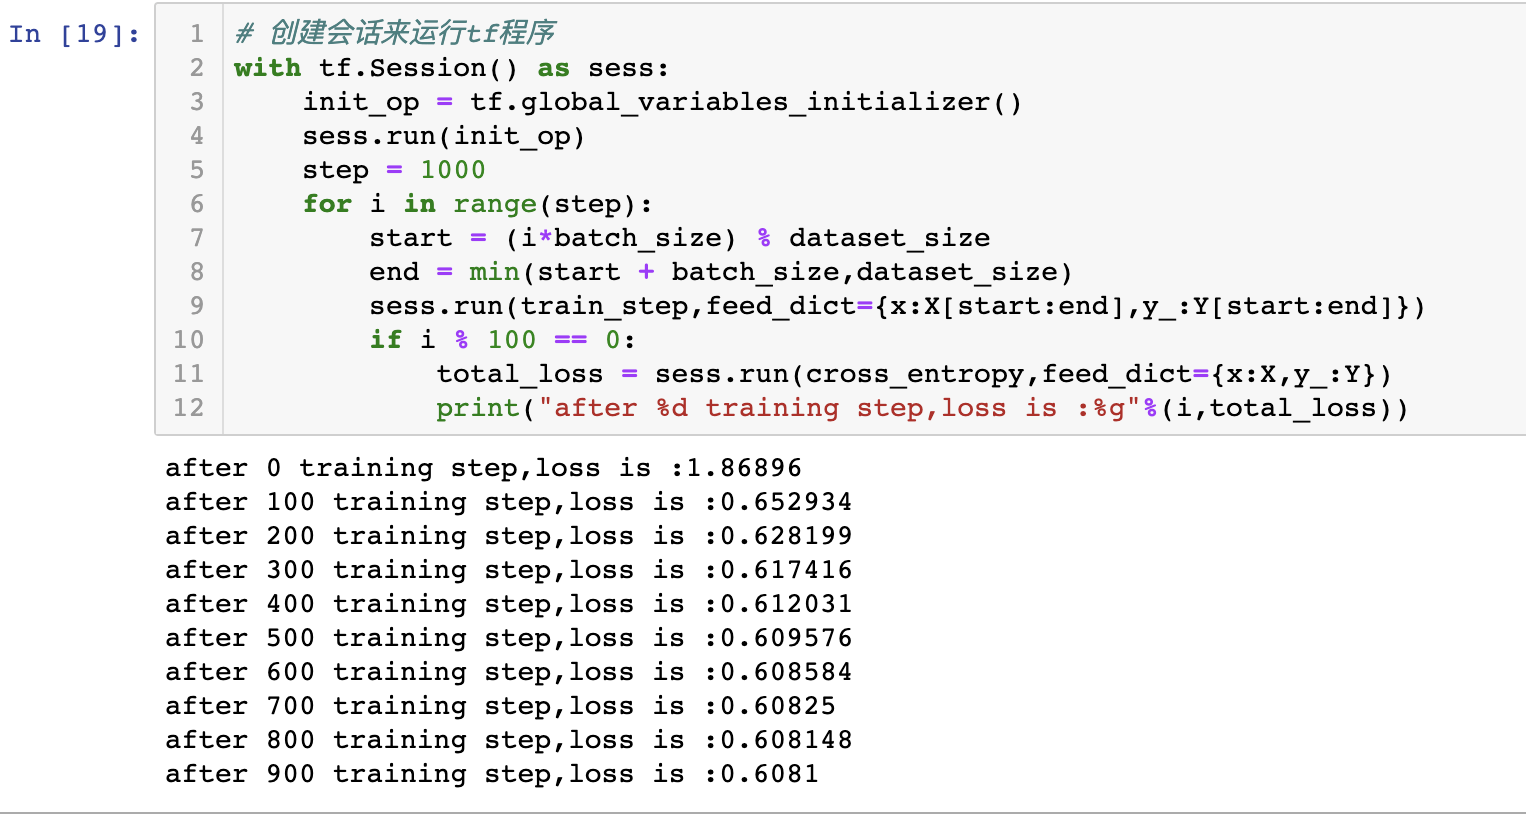 In [19]:
1 # 创建会话来运行tf程序
2 with tf.Session() as sess:
3     init_op = tf.global_variables_initializer()
4     sess.run(init_op)
5     step = 1000
6     for i in range(step):
7         start = (i*batch_size) % dataset_size
8         end = min(start + batch_size,dataset_size)
9         sess.run(train_step,feed_dict={x:X[start:end],y_:Y[start:end]})
10         if i % 100 == 0:
11             total_loss = sess.run(cross_entropy,feed_dict={x:X,y_:Y})
12             print("after %d training step,loss is :%g"%(i,total_loss))
after 0 training step,loss is :1.86896
after 100 training step,loss is :0.652934
after 200 training step,loss is :0.628199
after 300 training step,loss is :0.617416
after 400 training step,loss is :0.612031
after 500 training step,loss is :0.609576
after 600 training step,loss is :0.608584
after 700 training step,loss is :0.60825
after 800 training step,loss is :0.608148
after 900 training step,loss is :0.6081